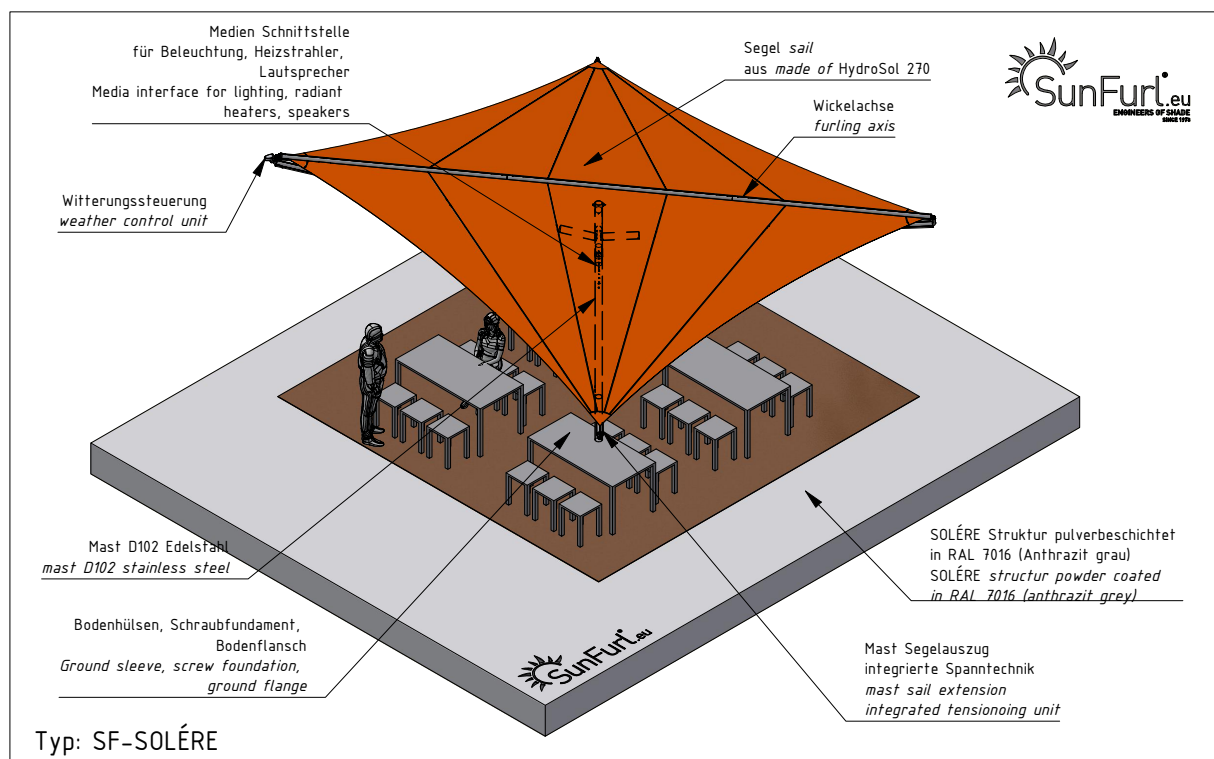 Medien Schnittstelle
für Beleuchtung, Heizstrahler,
Lautsprecher
Media interface for lighting, radiant
heaters, speakers
Segel sail
aus made of HydroSol 270
SunFurl.eu
ENGINEERS OF SHADE
SINCE 1976
Wickelachse
furling axis
Witterungssteuerung
weather control unit
Mast D102 Edelstahl
mast D102 stainless steel
SOLÉRE Struktur pulverbeschichtet
in RAL 7016 (Anthrazit grau)
SOLÉRE structur powder coated
in RAL 7016 (anthrazit grey)
Bodenhülsen, Schraubfundament,
Bodenflansch
Ground sleeve, screw foundation,
ground flange
SunFurl.eu
Mast Segelauszug
integrierte Spanntechnik
mast sail extension
integrated tensionoing unit
Typ: SF-SOLÉRE